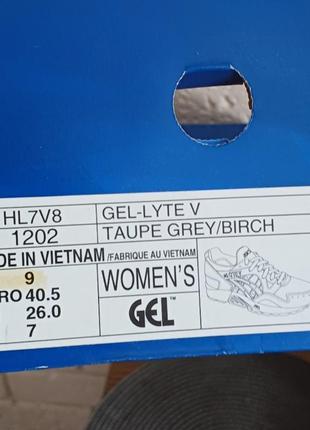 HL7V8 GEL-LYTE V
1202 TAUPE GREY/BIRCH
DE IN VIETNAM /FABRIQUE AU VIETNAM
9
RO 40.5
26.0
7
WOMEN'S
GEL™